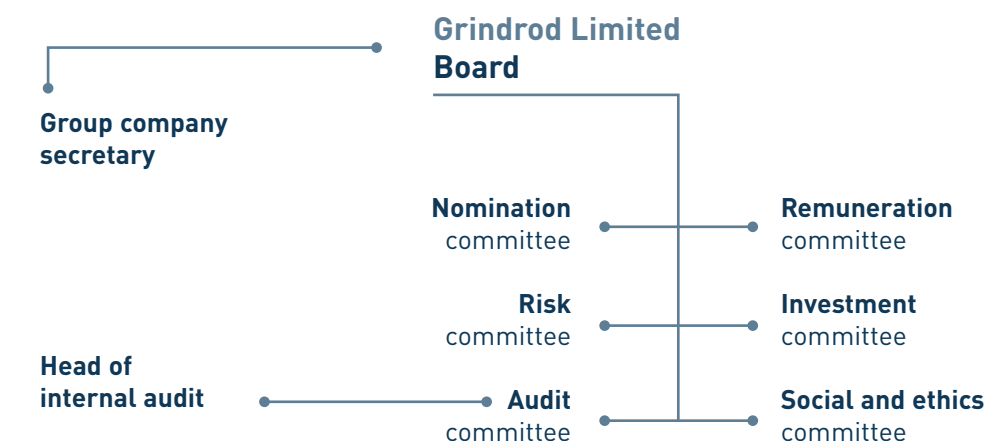 Grindrod Limited
Board
Group company
secretary
Nomination
committee
Remuneration
committee
Risk
committee
Investment
committee
Head of
internal audit
Audit
committee
Social and ethics
committee